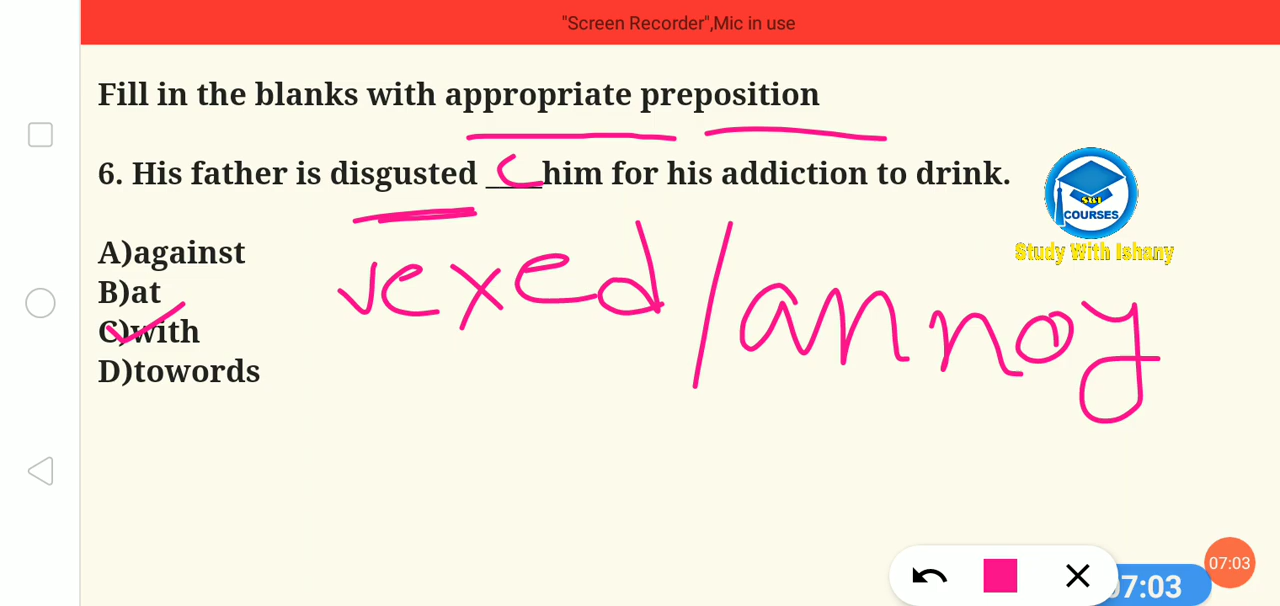 "Screen Recorder",Mic in use
Fill in the blanks with appropriate preposition
6. His father is disgusted ____him for his addiction to drink.
C
SKI
COURSES
Study With Ishany
A)against
B)at
C)with
D)towords
vexed/annoy
07:03
07:03